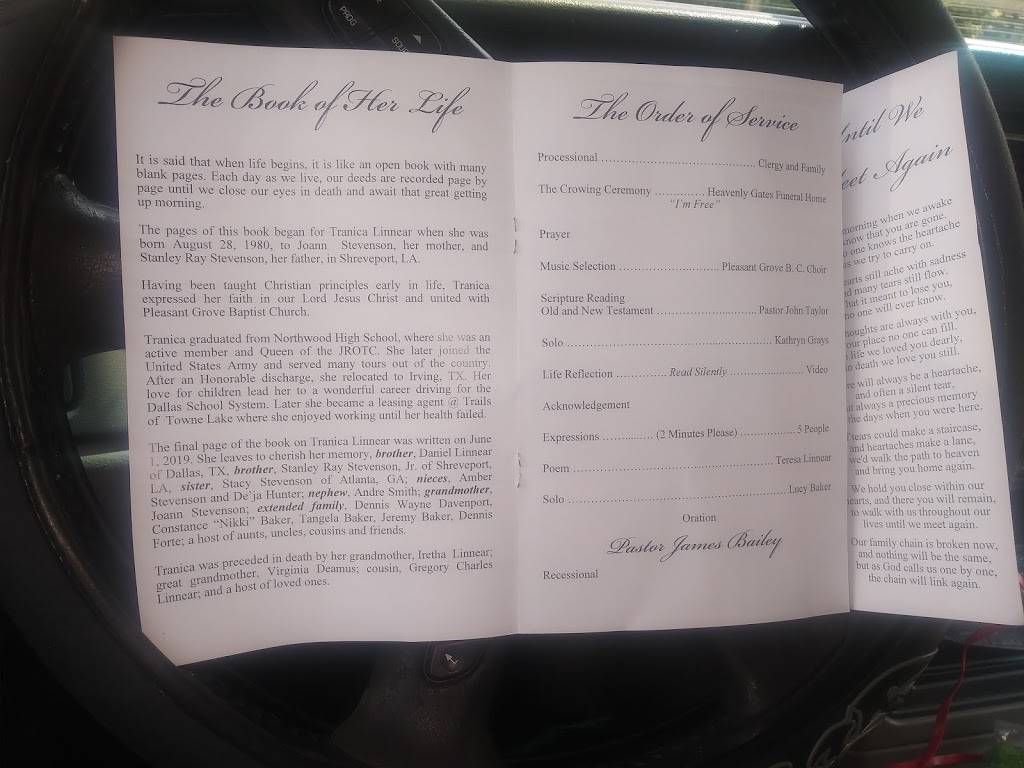 The Book of Her Life
It is said that when life begins, it is like an open book with many
blank pages. Each day as we live, our deeds are recorded page by
page until we close our eyes in death and await that great getting
up morning.
The pages of this book began for Tranica Linnear when she was
born August 28, 1980, to Joann Stevenson, her mother, and
Stanley Ray Stevenson, her father, in Shreveport, LA.
Having been taught Christian principles early in life, Tranica
expressed her faith in our Lord Jesus Christ and united with
Pleasant Grove Baptist Church.
Tranica graduated from Northwood High School, where she was an
active member and Queen of the JROTC. She later joined the
United States Army and served many tours out of the country.
After an Honorable discharge, she relocated to Irving, TX. Her
love for children lead her to a wonderful career driving for the
Dallas School System. Later she became a leasing agent @ Trails
of Towne Lake where she enjoyed working until her health failed.
The final page of the book on Tranica Linnear was written on June
1, 2019. She leaves to cherish her memory, brother, Daniel Linnear
of Dallas, TX, brother, Stanley Ray Stevenson, Jr. of Shreveport,
LA, sister, Stacy Stevenson of Atlanta, GA; nieces, Amber
Stevenson and De'ja Hunter; nephew, Andre Smith; grandmother,
Joann Stevenson; extended family, Dennis Wayne Davenport,
Constance "Nikki" Baker, Tangela Baker, Jeremy Baker, Dennis
Forte; a host of aunts, uncles, cousins and friends.
Tranica was preceded in death by her grandmother, Iretha Linnear;
great grandmother, Virginia Deamus; cousin, Gregory Charles
Linnear; and a host of loved ones.
The Order of Service
Processional ........ Clergy and Family
The Crowing Ceremony ........ Heavenly Gates Funeral Home
"I'm Free"
Prayer
Music Selection ........ Pleasant Grove B. C. Choir
Scripture Reading
Old and New Testament ........ Pastor John Taylor
Solo ........ Kathryn Grays
Life Reflection ........ Read Silently ........ Video
Acknowledgement
Expressions ........ (2 Minutes Please) ........ 5 People
Poem ........ Teresa Linnear
Solo ........ Lucy Baker
Oration
Pastor James Bailey
Recessional
Until We
Meet Again
morning when we awake
know that you are gone.
one knows the heartache
as we try to carry on.
hearts still ache with sadness
many tears still flow.
what it meant to lose you,
no one will ever know.
thoughts are always with you,
your place no one can fill.
life we loved you dearly,
in death we love you still.
will always be a heartache,
and often a silent tear,
always a precious memory
the days when you were here.
tears could make a staircase,
and heartaches make a lane,
we'd walk the path to heaven
and bring you home again.
We hold you close within our
hearts, and there you will remain,
to walk with us throughout our
lives until we meet again.
Our family chain is broken now,
and nothing will be the same,
but as God calls us one by one,
the chain will link again.
PROG